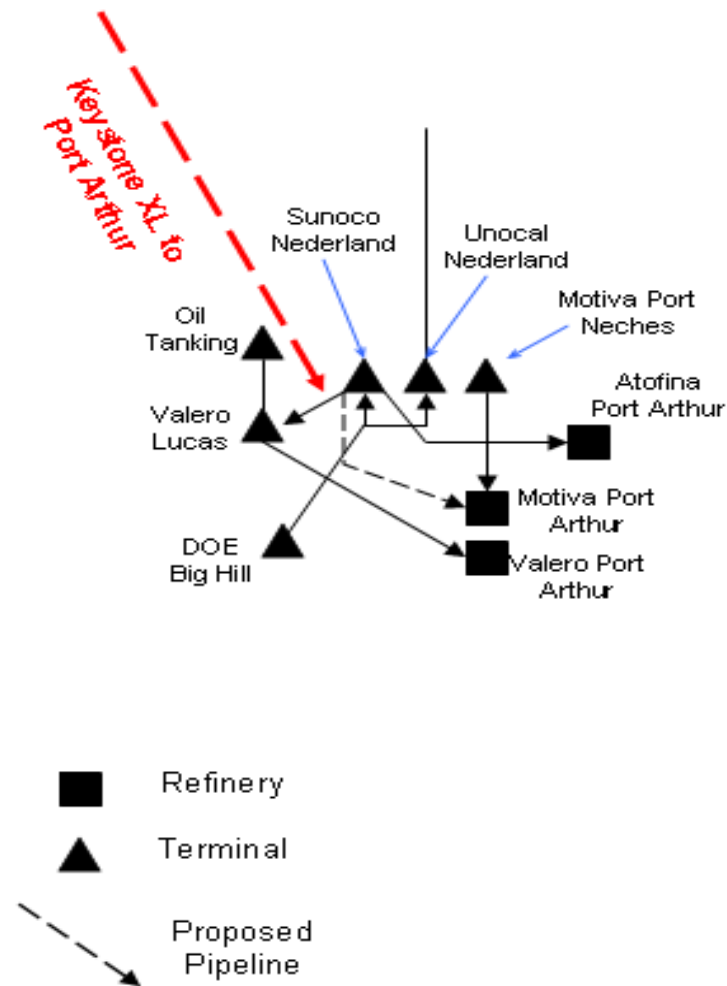 Keystone XL to
Port Arthur
Sunoco
Nederland
Unocal
Nederland
Motiva Port
Neches
Oil
Tanking
Atofina
Port Arthur
Valero
Lucas
Motiva Port
Arthur
DOE
Big Hill
Valero Port
Arthur
Refinery
Terminal
Proposed
Pipeline